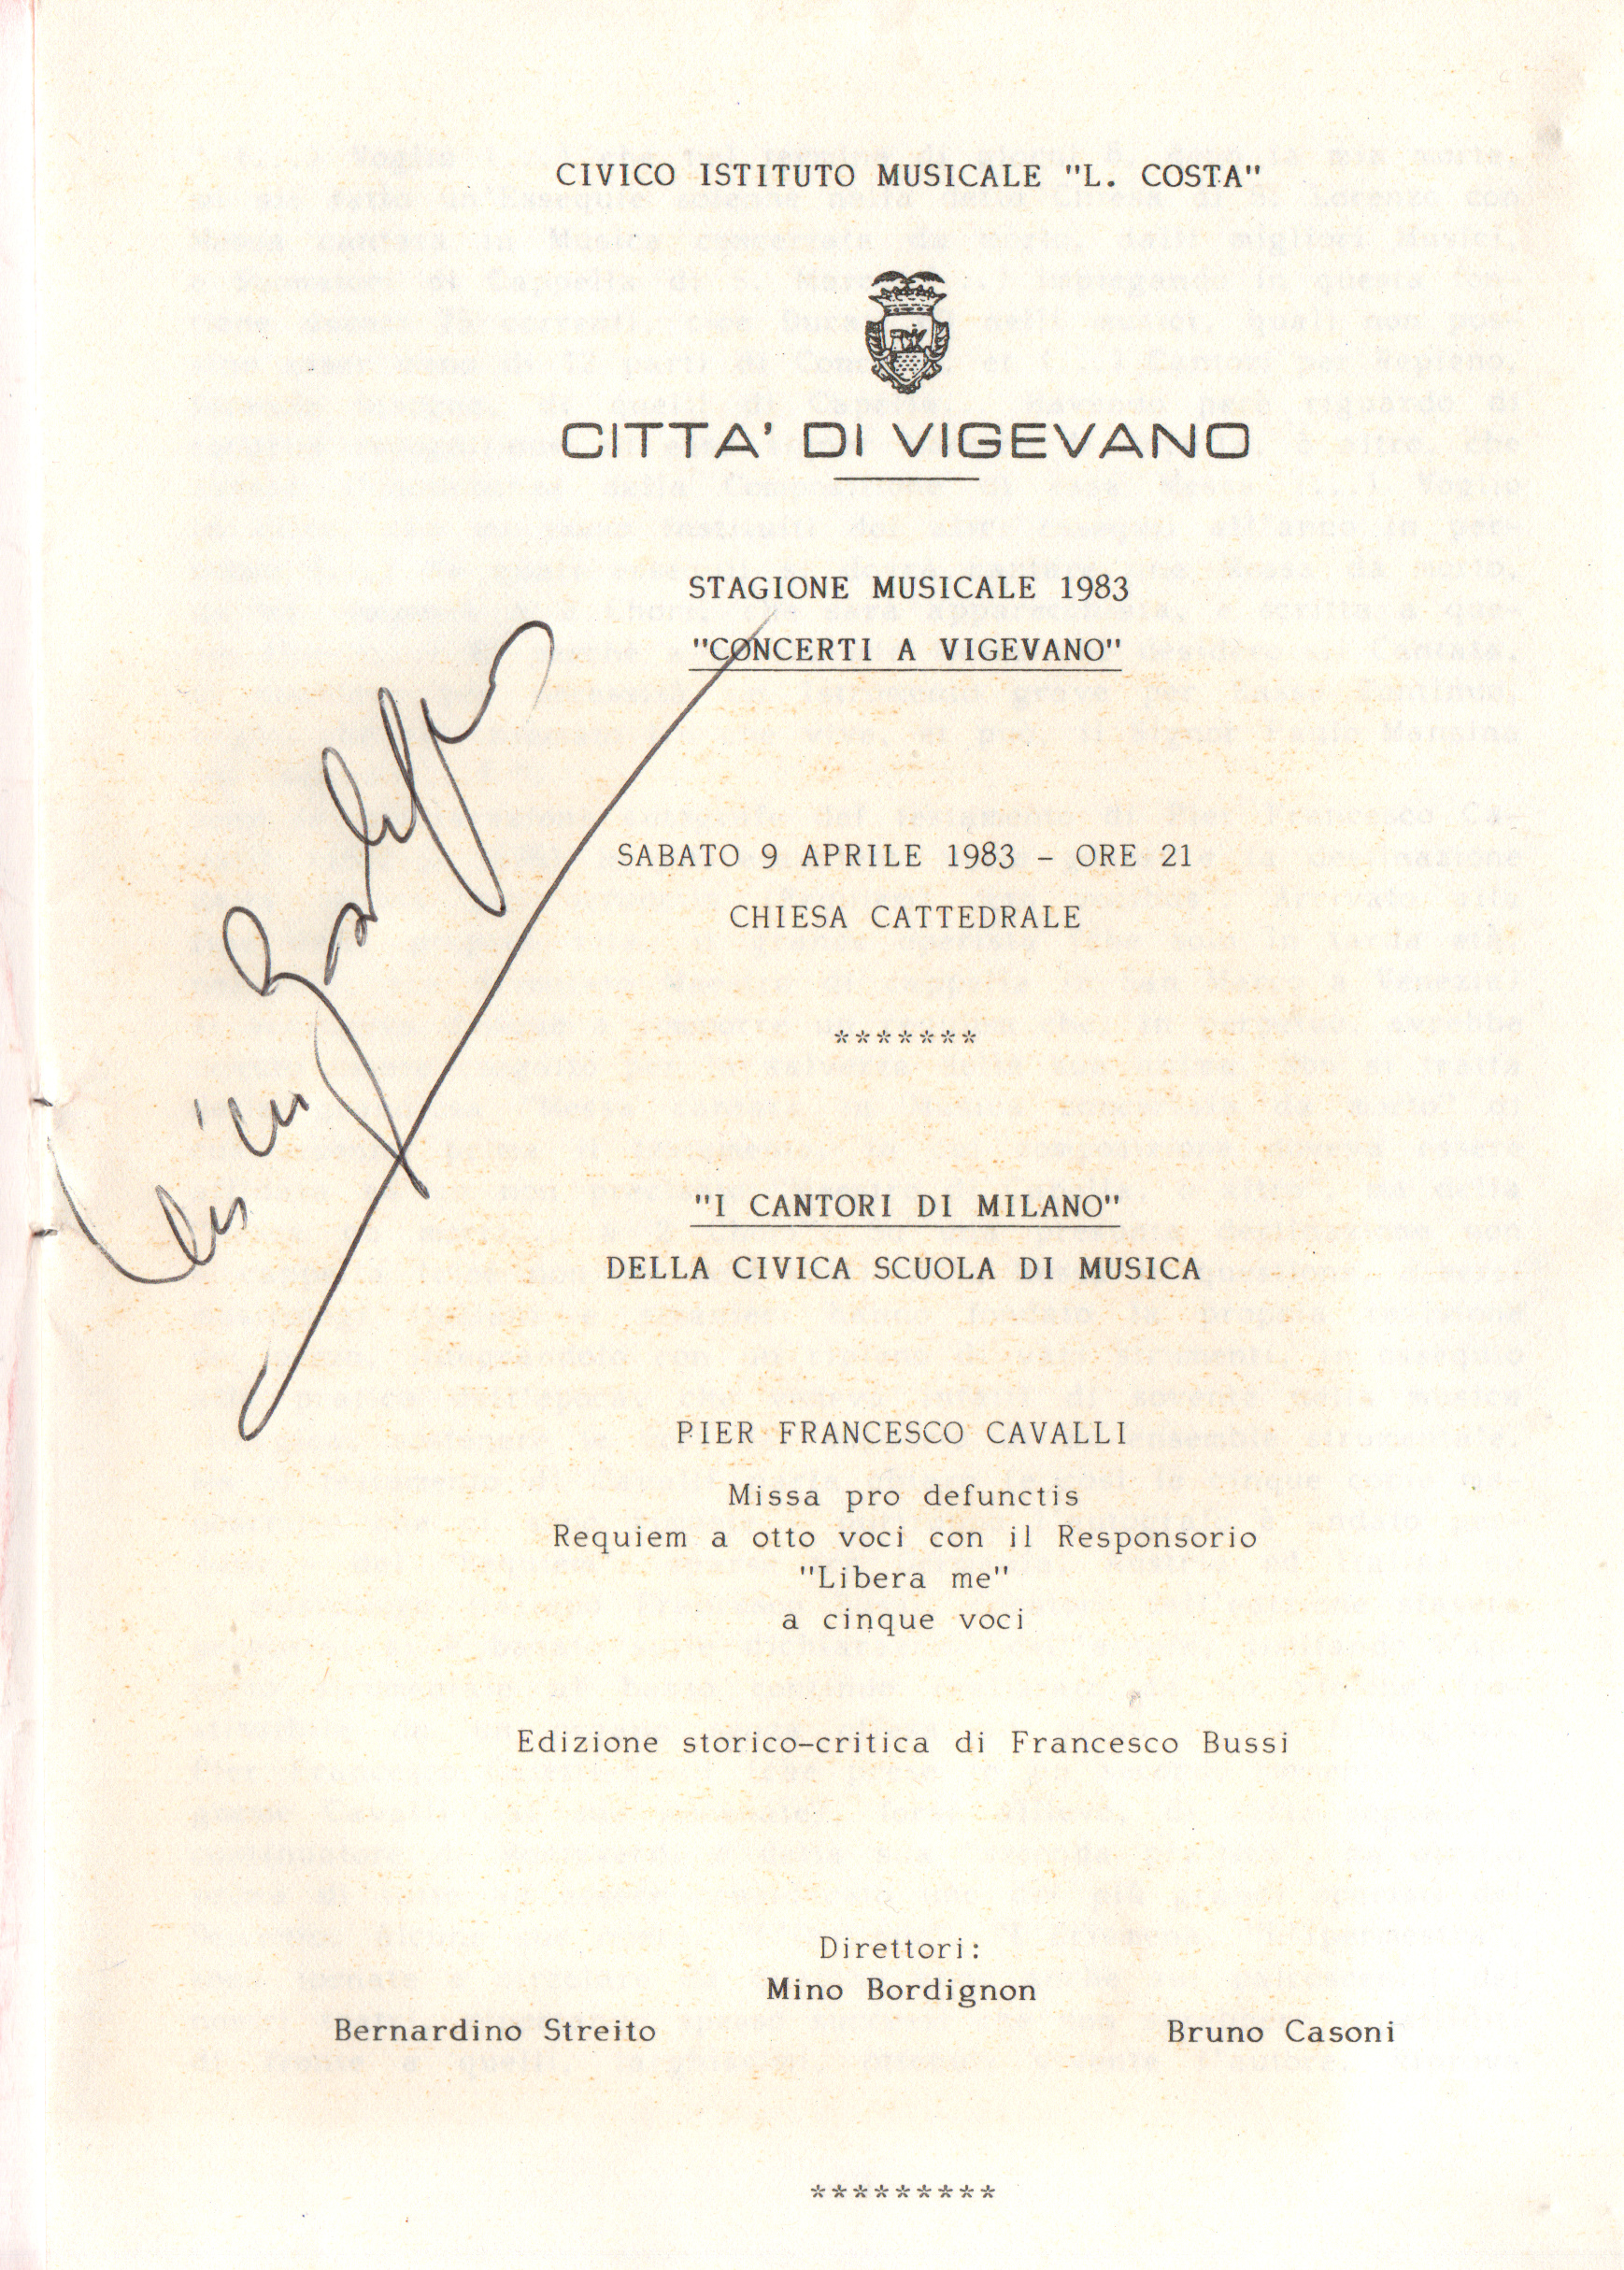 CIVICO ISTITUTO MUSICALE "L. COSTA"
CITTA' DI VIGEVANO
STAGIONE MUSICALE 1983
"CONCERTI A VIGEVANO"
SABATO 9 APRILE 1983 - ORE 21
CHIESA CATTEDRALE
*******
"I CANTORI DI MILANO"
DELLA CIVICA SCUOLA DI MUSICA
PIER FRANCESCO CAVALLI
Missa pro defunctis
Requiem a otto voci con il Responsorio
"Libera me"
a cinque voci
Edizione storico-critica di Francesco Bussi
Direttori:
Mino Bordignon
Bernardino Streito Bruno Casoni
*********